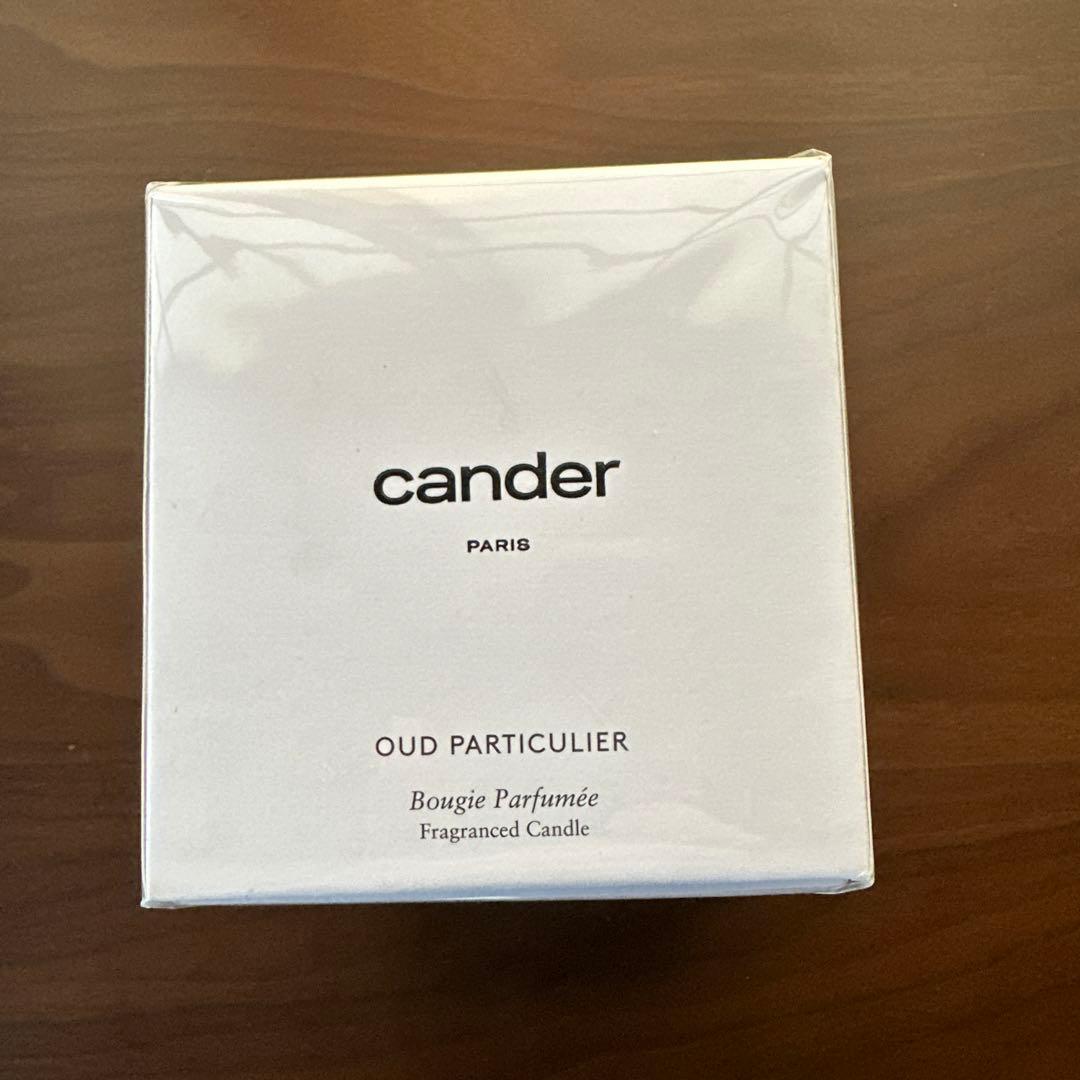 cander
PARIS
OUD PARTICULIER
Bougie Parfumée
Fragranced Candle